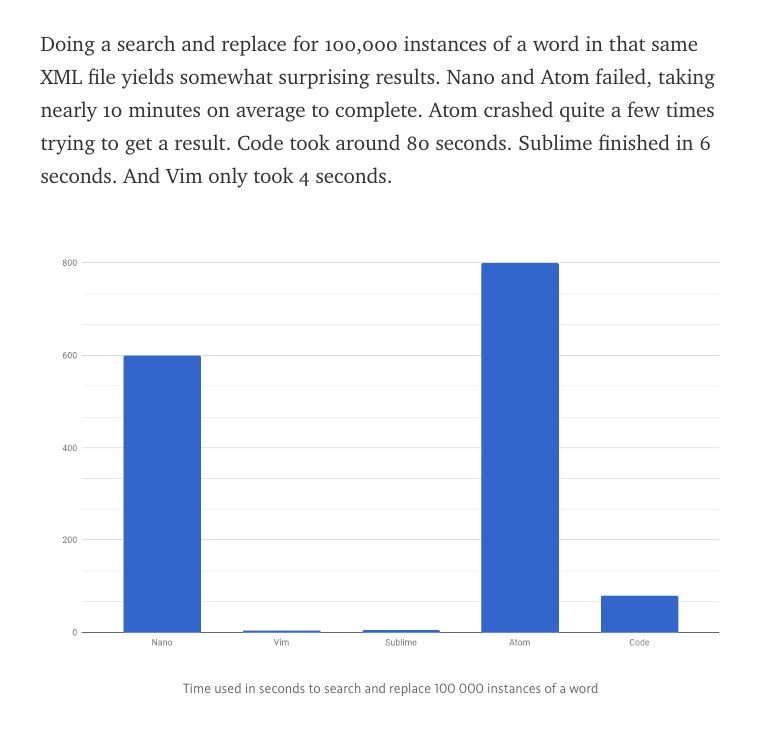 Doing a search and replace for 100,000 instances of a word in that same
XML file yields somewhat surprising results. Nano and Atom failed, taking
nearly 10 minutes on average to complete. Atom crashed quite a few times
trying to get a result. Code took around 80 seconds. Sublime finished in 6
seconds. And Vim only took 4 seconds.
800
600
400
200
0
Nano Vim Sublime Atom Code
Time used in seconds to search and replace 100 000 instances of a word